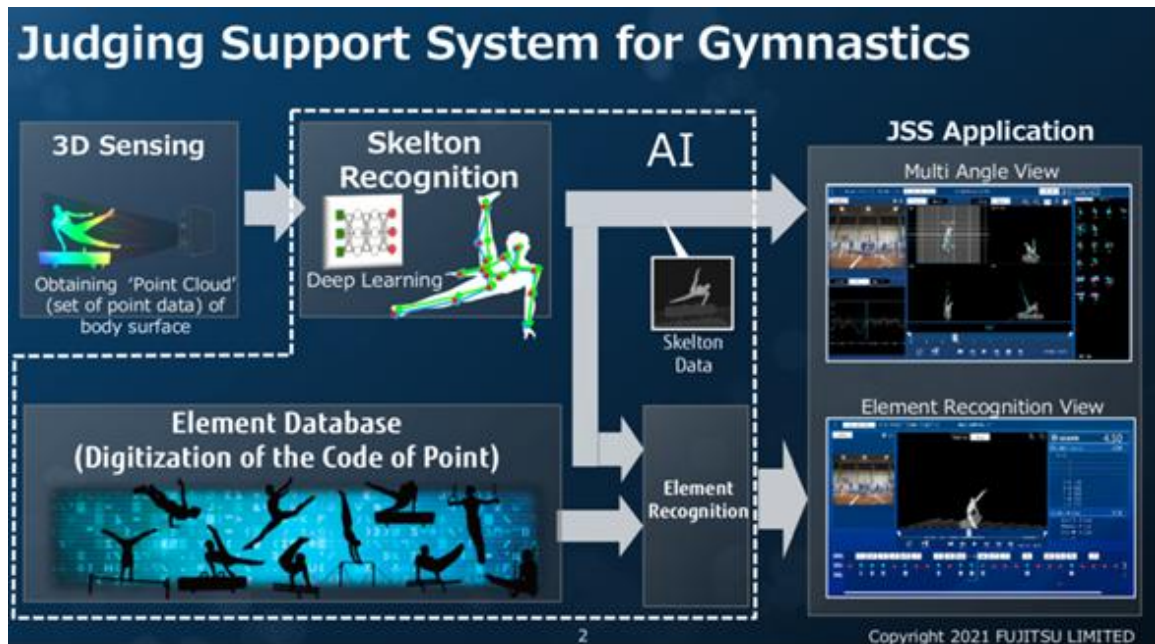 Judging Support System for Gymnastics
3D Sensing
Obtaining ‘Point Cloud’
(set of point data) of
body surface
Skelton
Recognition
Deep Learning
AI
Skelton
Data
Element Database
(Digitization of the Code of Point)
Element
Recognition
JSS Application
Multi Angle View
Element Recognition View
4.50
2
Copyright 2021 FUJITSU LIMITED